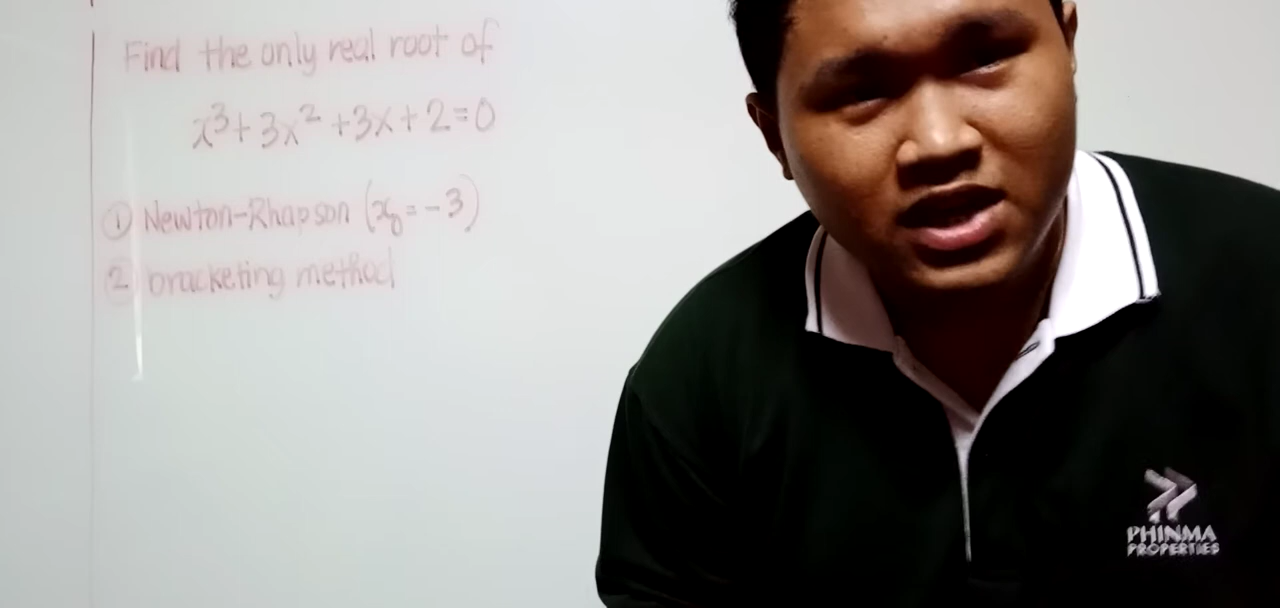 Find the only real root of
x³ + 3x² + 3x + 2 = 0
① Newton-Rhapson (x₀ = -3)
② bracketing method
PHINMA
PROPERTIES